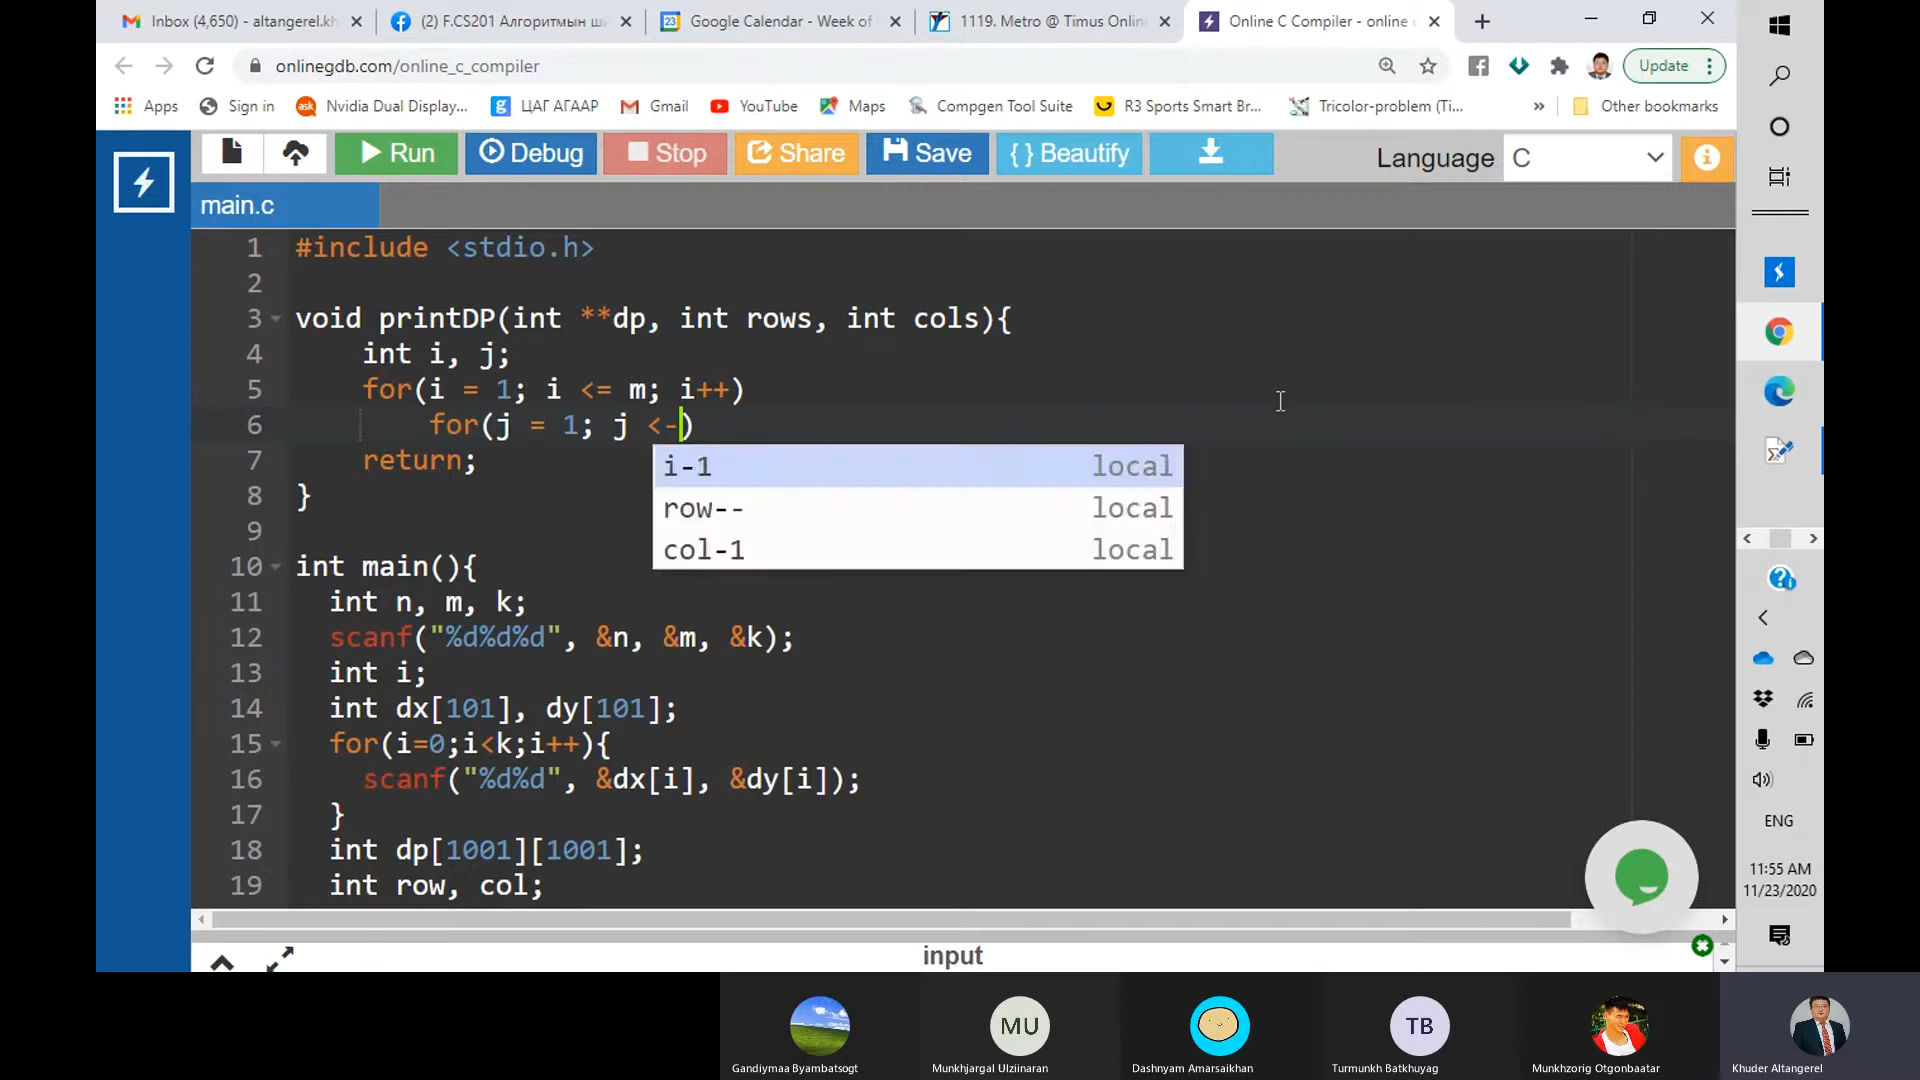 Inbox (4,650) - altangerel.kh
(2) F.CS201 Алгоритмын ши
Google Calendar - Week of
1119. Metro @ Timus Onlin
Online C Compiler - online e
onlinegdb.com/online_c_compiler
Update
Apps
Sign in
Nvidia Dual Display...
ЦАГ АГААР
Gmail
YouTube
Maps
Compgen Tool Suite
R3 Sports Smart Br...
Tricolor-problem (Ti...
»
Other bookmarks
Run
Debug
Stop
Share
Save
{ } Beautify
Language
C
main.c
1 #include <stdio.h>
2
3 void printDP(int **dp, int rows, int cols){
4 int i, j;
5 for(i = 1; i <= m; i++)
6 for(j = 1; j <-)
7 return;
8 }
9
10 int main(){
11 int n, m, k;
12 scanf("%d%d%d", &n, &m, &k);
13 int i;
14 int dx[101], dy[101];
15 for(i=0;i<k;i++){
16 scanf("%d%d", &dx[i], &dy[i]);
17 }
18 int dp[1001][1001];
19 int row, col;
i-1 local
row-- local
col-1 local
input
ENG
11:55 AM
11/23/2020
MU
TB
Gandiymaa Byambatsogt
Munkhjargal Ulziinaran
Dashnyam Amarsaikhan
Turmunkh Batkhuyag
Munkhzorig Otgonbaatar
Khuder Altangerel